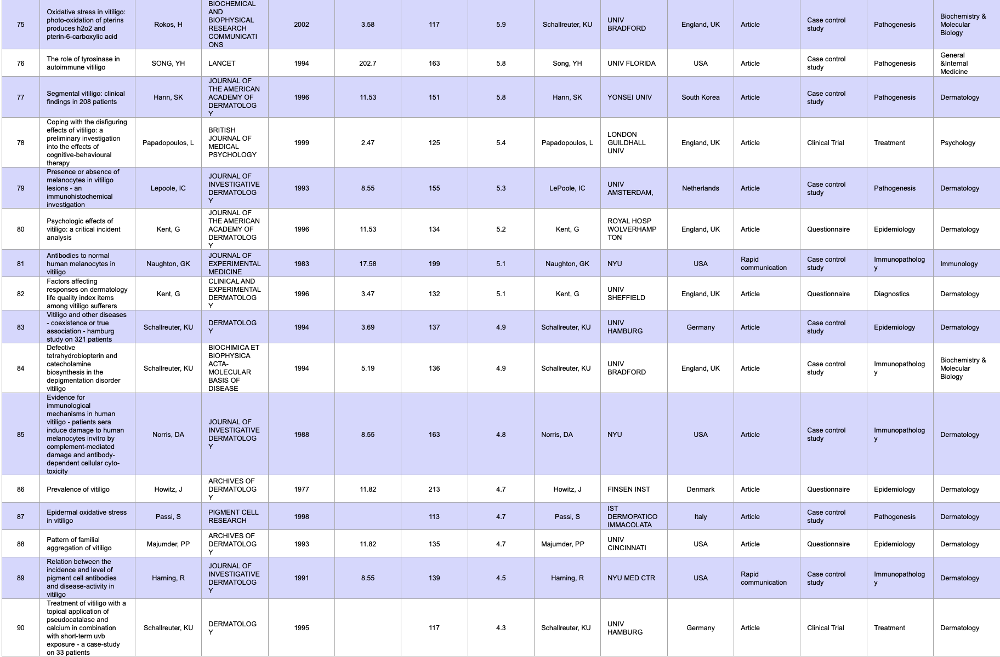 75
Oxidative stress in vitiligo:
photo-oxidation of pterins
produces h2o2 and
pterin-6-carboxylic acid
Rokos, H
BIOCHEMICAL
AND
BIOPHYSICAL
RESEARCH
COMMUNICATI
ONS
2002
3.58
117
5.9
Schallreuter, KU
UNIV
BRADFORD
England, UK
Article
Case control
study
Pathogenesis
Biochemistry &
Molecular
Biology
76
The role of tyrosinase in
autoimmune vitiligo
SONG, YH
LANCET
1994
202.7
163
5.8
Song, YH
UNIV FLORIDA
USA
Article
Case control
study
Pathogenesis
General
&Internal
Medicine
77
Segmental vitiligo: clinical
findings in 208 patients
Hann, SK
JOURNAL OF
THE AMERICAN
ACADEMY OF
DERMATOLOG
Y
1996
11.53
151
5.8
Hann, SK
YONSEI UNIV
South Korea
Article
Case control
study
Pathogenesis
Dermatology
78
Coping with the disfiguring
effects of vitiligo: a
preliminary investigation
into the effects of
cognitive-behavioural
therapy
Papadopoulos, L
BRITISH
JOURNAL OF
MEDICAL
PSYCHOLOGY
1999
2.47
125
5.4
Papadopoulos, L
LONDON
GUILDHALL
UNIV
England, UK
Article
Clinical Trial
Treatment
Psychology
79
Presence or absence of
melanocytes in vitiligo
lesions - an
immunohistochemical
investigation
Lepoole, IC
JOURNAL OF
INVESTIGATIVE
DERMATOLOG
Y
1993
8.55
155
5.3
LePoole, IC
UNIV
AMSTERDAM,
Netherlands
Article
Case control
study
Pathogenesis
Dermatology
80
Psychologic effects of
vitiligo: a critical incident
analysis
Kent, G
JOURNAL OF
THE AMERICAN
ACADEMY OF
DERMATOLOG
Y
1996
11.53
134
5.2
Kent, G
ROYAL HOSP
WOLVERHAMP
TON
England, UK
Article
Questionnaire
Epidemiology
Dermatology
81
Antibodies to normal
human melanocytes in
vitiligo
Naughton, GK
JOURNAL OF
EXPERIMENTAL
MEDICINE
1983
17.58
199
5.1
Naughton, GK
NYU
USA
Rapid
communication
Case control
study
Immunopatholog
y
Immunology
82
Factors affecting
responses on dermatology
life quality index items
among vitiligo sufferers
Kent, G
CLINICAL AND
EXPERIMENTAL
DERMATOLOG
Y
1996
3.47
132
5.1
Kent, G
UNIV
SHEFFIELD
England, UK
Article
Questionnaire
Diagnostics
Dermatology
83
Vitiligo and other diseases
- coexistence or true
association - hamburg
study on 321 patients
Schallreuter, KU
DERMATOLOG
Y
1994
3.69
137
4.9
Schallreuter, KU
UNIV
HAMBURG
Germany
Article
Case control
study
Epidemiology
Dermatology
84
Defective
tetrahydrobiopterin and
catecholamine
biosynthesis in the
depigmentation disorder
vitiligo
Schallreuter, KU
BIOCHIMICA ET
BIOPHYSICA
ACTA-
MOLECULAR
BASIS OF
DISEASE
1994
5.19
136
4.9
Schallreuter, KU
UNIV
BRADFORD
England, UK
Article
Case control
study
Immunopatholog
y
Biochemistry &
Molecular
Biology
85
Evidence for
immunological
mechanisms in human
vitiligo - patients sera
induce damage to human
melanocytes invitro by
complement-mediated
damage and antibody-
dependent cellular cyto-
toxicity
Norris, DA
JOURNAL OF
INVESTIGATIVE
DERMATOLOG
Y
1988
8.55
163
4.8
Norris, DA
NYU
USA
Article
Case control
study
Immunopatholog
y
Dermatology
86
Prevalence of vitiligo
Howitz, J
ARCHIVES OF
DERMATOLOG
Y
1977
11.82
213
4.7
Howitz, J
FINSEN INST
Denmark
Article
Questionnaire
Epidemiology
Dermatology
87
Epidermal oxidative stress
in vitiligo
Passi, S
PIGMENT CELL
RESEARCH
1998
113
4.7
Passi, S
IST
DERMOPATICO
IMMACOLATA
Italy
Article
Case control
study
Pathogenesis
Dermatology
88
Pattern of familial
aggregation of vitiligo
Majumder, PP
ARCHIVES OF
DERMATOLOG
Y
1993
11.82
135
4.7
Majumder, PP
UNIV
CINCINNATI
USA
Article
Questionnaire
Epidemiology
Dermatology
89
Relation between the
incidence and level of
pigment cell antibodies
and disease-activity in
vitiligo
Harning, R
JOURNAL OF
INVESTIGATIVE
DERMATOLOG
Y
1991
8.55
139
4.5
Harning, R
NYU MED CTR
USA
Rapid
communication
Case control
study
Immunopatholog
y
Dermatology
90
Treatment of vitiligo with a
topical application of
pseudocatalase and
calcium in combination
with short-term uvb
exposure - a case-study
on 33 patients
Schallreuter, KU
DERMATOLOG
Y
1995
117
4.3
Schallreuter, KU
UNIV
HAMBURG
Germany
Article
Clinical Trial
Treatment
Dermatology